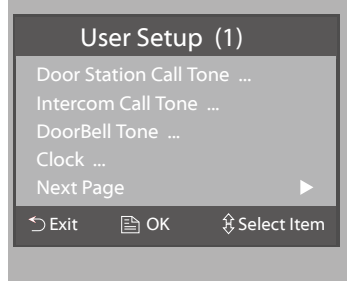 User Setup (1)
Door Station Call Tone ...
Intercom Call Tone ...
DoorBell Tone ...
Clock ...
Next Page
Exit OK Select Item